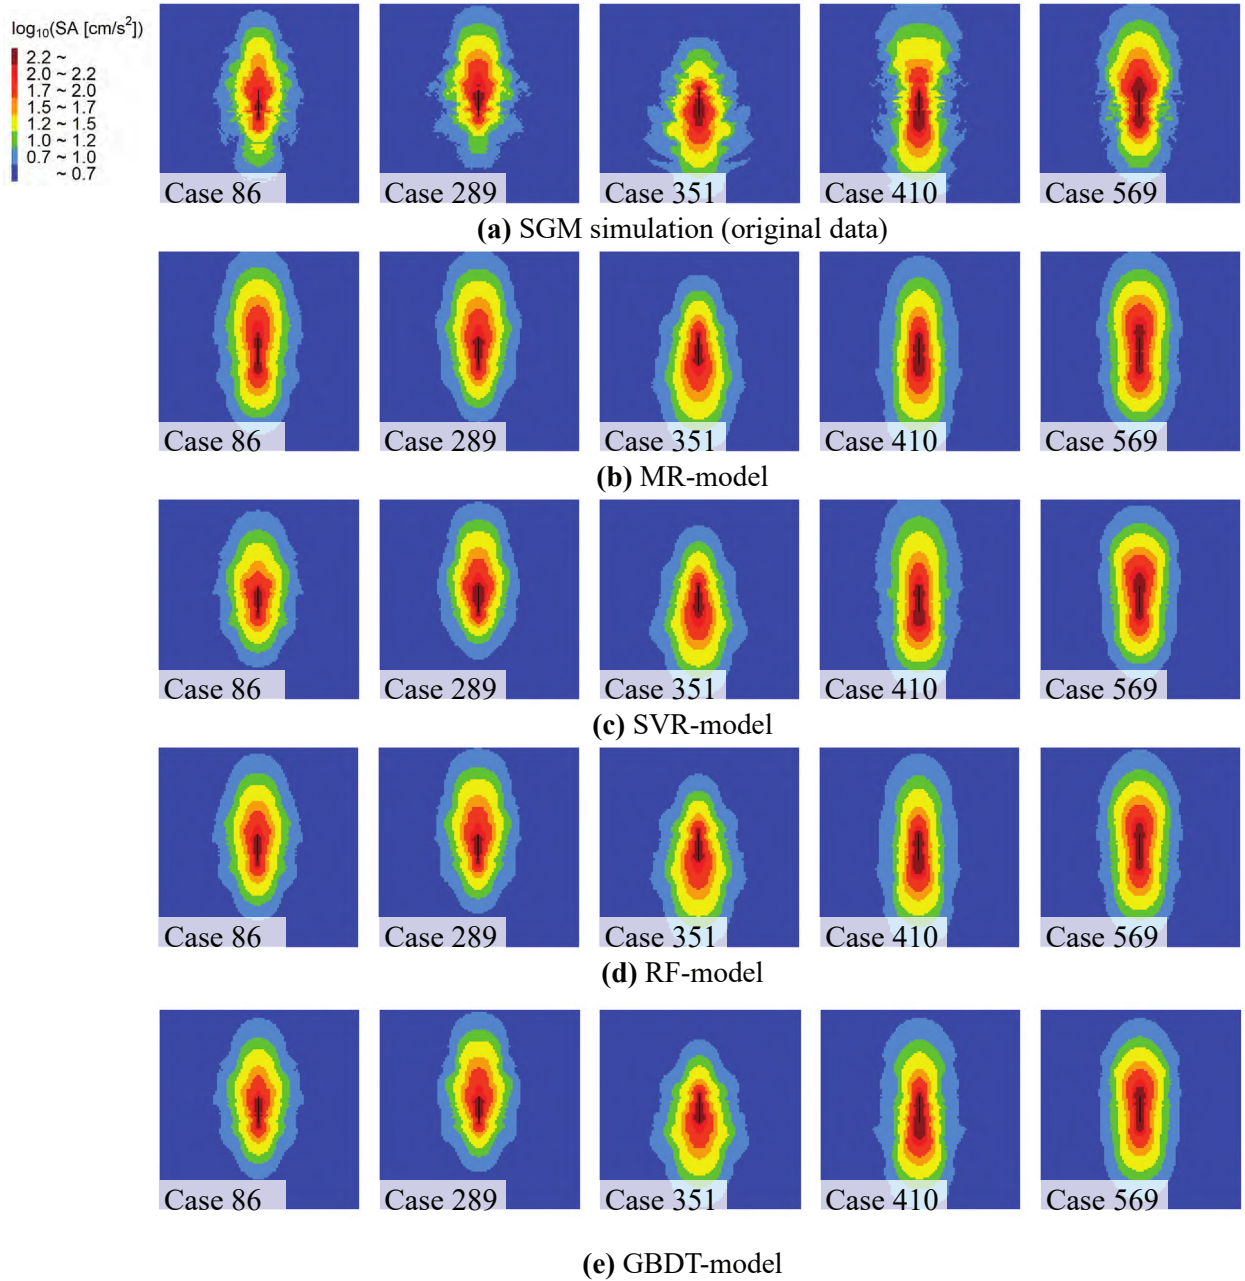 log₁₀(SA [cm/s²])
2.2 ~
2.0 ~ 2.2
1.7 ~ 2.0
1.5 ~ 1.7
1.2 ~ 1.5
1.0 ~ 1.2
0.7 ~ 1.0
~ 0.7
Case 86 Case 289 Case 351 Case 410 Case 569
(a) SGM simulation (original data)
Case 86 Case 289 Case 351 Case 410 Case 569
(b) MR-model
Case 86 Case 289 Case 351 Case 410 Case 569
(c) SVR-model
Case 86 Case 289 Case 351 Case 410 Case 569
(d) RF-model
Case 86 Case 289 Case 351 Case 410 Case 569
(e) GBDT-model